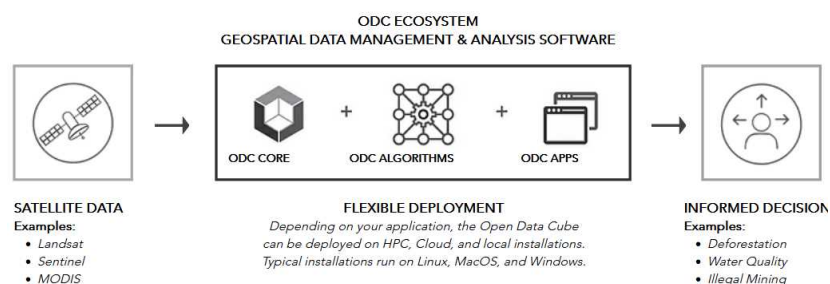 ODC ECOSYSTEM
GEOSPATIAL DATA MANAGEMENT & ANALYSIS SOFTWARE
+
+
ODC CORE
ODC ALGORITHMS
ODC APPS
SATELLITE DATA
Examples:
• Landsat
• Sentinel
• MODIS
FLEXIBLE DEPLOYMENT
Depending on your application, the Open Data Cube
can be deployed on HPC, Cloud, and local installations.
Typical installations run on Linux, MacOS, and Windows.
INFORMED DECISION
Examples:
• Deforestation
• Water Quality
• Illegal Mining